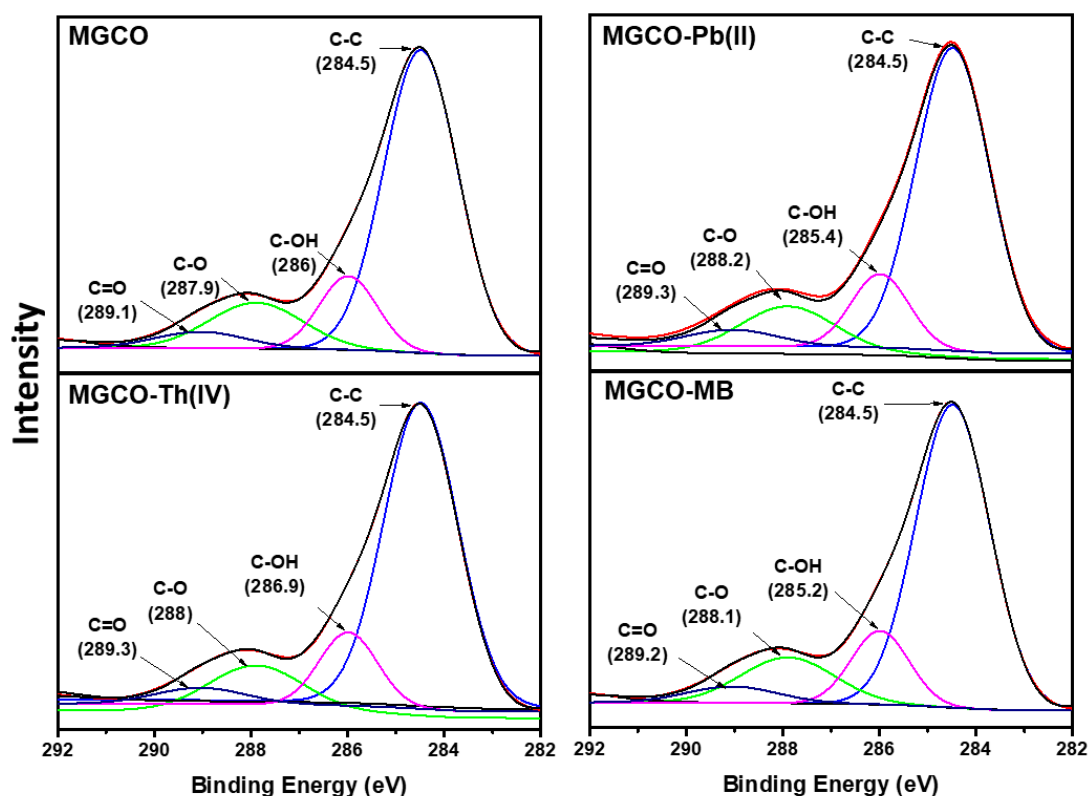 MGCO
C-C
(284.5)
C-OH
(286)
C-O
(287.9)
C=O
(289.1)
MGCO-Pb(II)
C-C
(284.5)
C-OH
(285.4)
C-O
(288.2)
C=O
(289.3)
Intensity
MGCO-Th(IV)
C-C
(284.5)
C-OH
(286.9)
C-O
(288)
C=O
(289.3)
292 290 288 286 284 282
Binding Energy (eV)
MGCO-MB
C-C
(284.5)
C-OH
(285.2)
C-O
(288.1)
C=O
(289.2)
292 290 288 286 284 282
Binding Energy (eV)